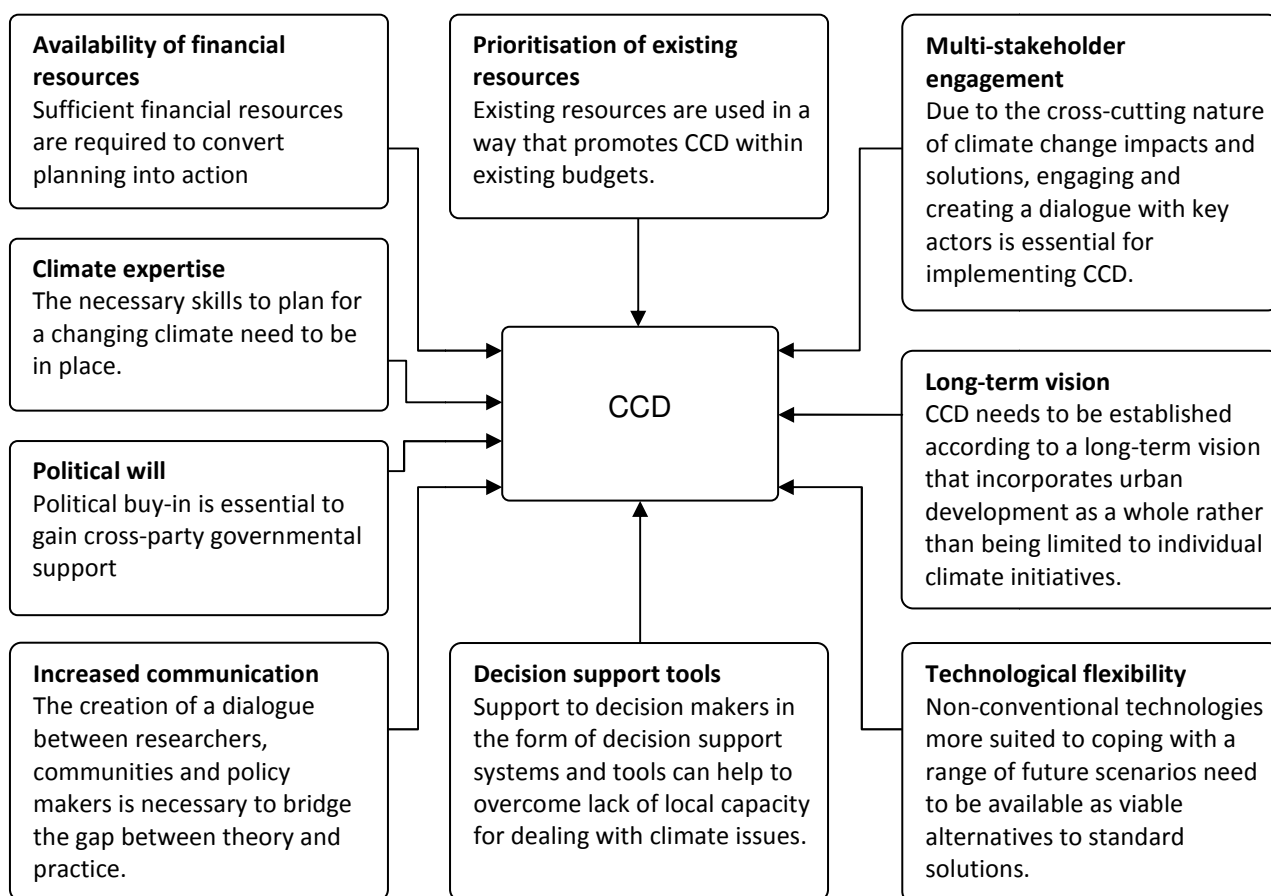 Availability of financial
resources
Sufficient financial resources
are required to convert
planning into action
Prioritisation of existing
resources
Existing resources are used in a
way that promotes CCD within
existing budgets.
Multi-stakeholder
engagement
Due to the cross-cutting nature
of climate change impacts and
solutions, engaging and
creating a dialogue with key
actors is essential for
implementing CCD.
Climate expertise
The necessary skills to plan for
a changing climate need to be
in place.
CCD
Long-term vision
CCD needs to be established
according to a long-term vision
that incorporates urban
development as a whole rather
than being limited to individual
climate initiatives.
Political will
Political buy-in is essential to
gain cross-party governmental
support
Increased communication
The creation of a dialogue
between researchers,
communities and policy
makers is necessary to bridge
the gap between theory and
practice.
Decision support tools
Support to decision makers in
the form of decision support
systems and tools can help to
overcome lack of local capacity
for dealing with climate issues.
Technological flexibility
Non-conventional technologies
more suited to coping with a
range of future scenarios need
to be available as viable
alternatives to standard
solutions.